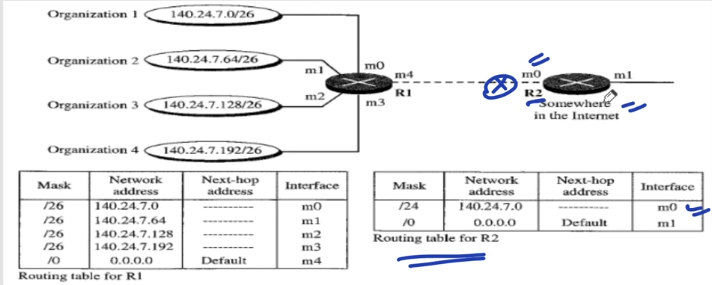 Organization 1 140.24.7.0/26
Organization 2 140.24.7.64/26
m1 m0 m4
m0 m1
Organization 3 140.24.7.128/26
m2 m3 R1
R2
Somewhere
in the Internet
Organization 4 140.24.7.192/26
Mask Network address Next-hop address Interface
/26 140.24.7.0 ---------- m0
/26 140.24.7.64 ---------- m1
/26 140.24.7.128 ---------- m2
/26 140.24.7.192 ---------- m3
/0 0.0.0.0 Default m4
Routing table for R1
Mask Network address Next-hop address Interface
/24 140.24.7.0 ---------- m0
/0 0.0.0.0 Default m1
Routing table for R2